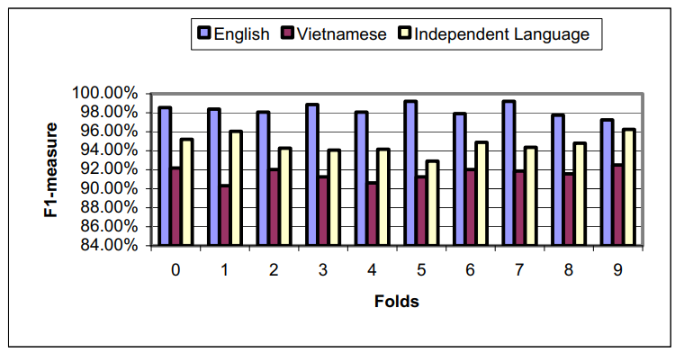 English Vietnamese Independent Language
100.00%
98.00%
96.00%
94.00%
92.00%
90.00%
88.00%
86.00%
84.00%
F1-measure
0 1 2 3 4 5 6 7 8 9
Folds